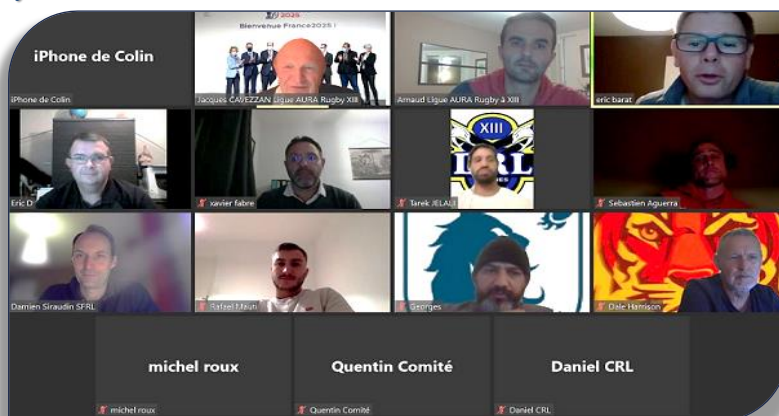 iPhone de Colin
iPhone de Colin
2025
Bienvenue France2025 !
Jacques CAVEZZAN Ligue AURA Rugby XIII
Arnaud Ligue AURA Rugby à XIII
eric barat
Eric D
xavier fabre
XIII
Tarek JELALI
Sebastien Aguerra
Damien Siraudin SFRL
Rafael Mauti
Georges
Dale Harrison
michel roux
michel roux
Quentin Comité
Quentin Comité
Daniel CRL
Daniel CRL